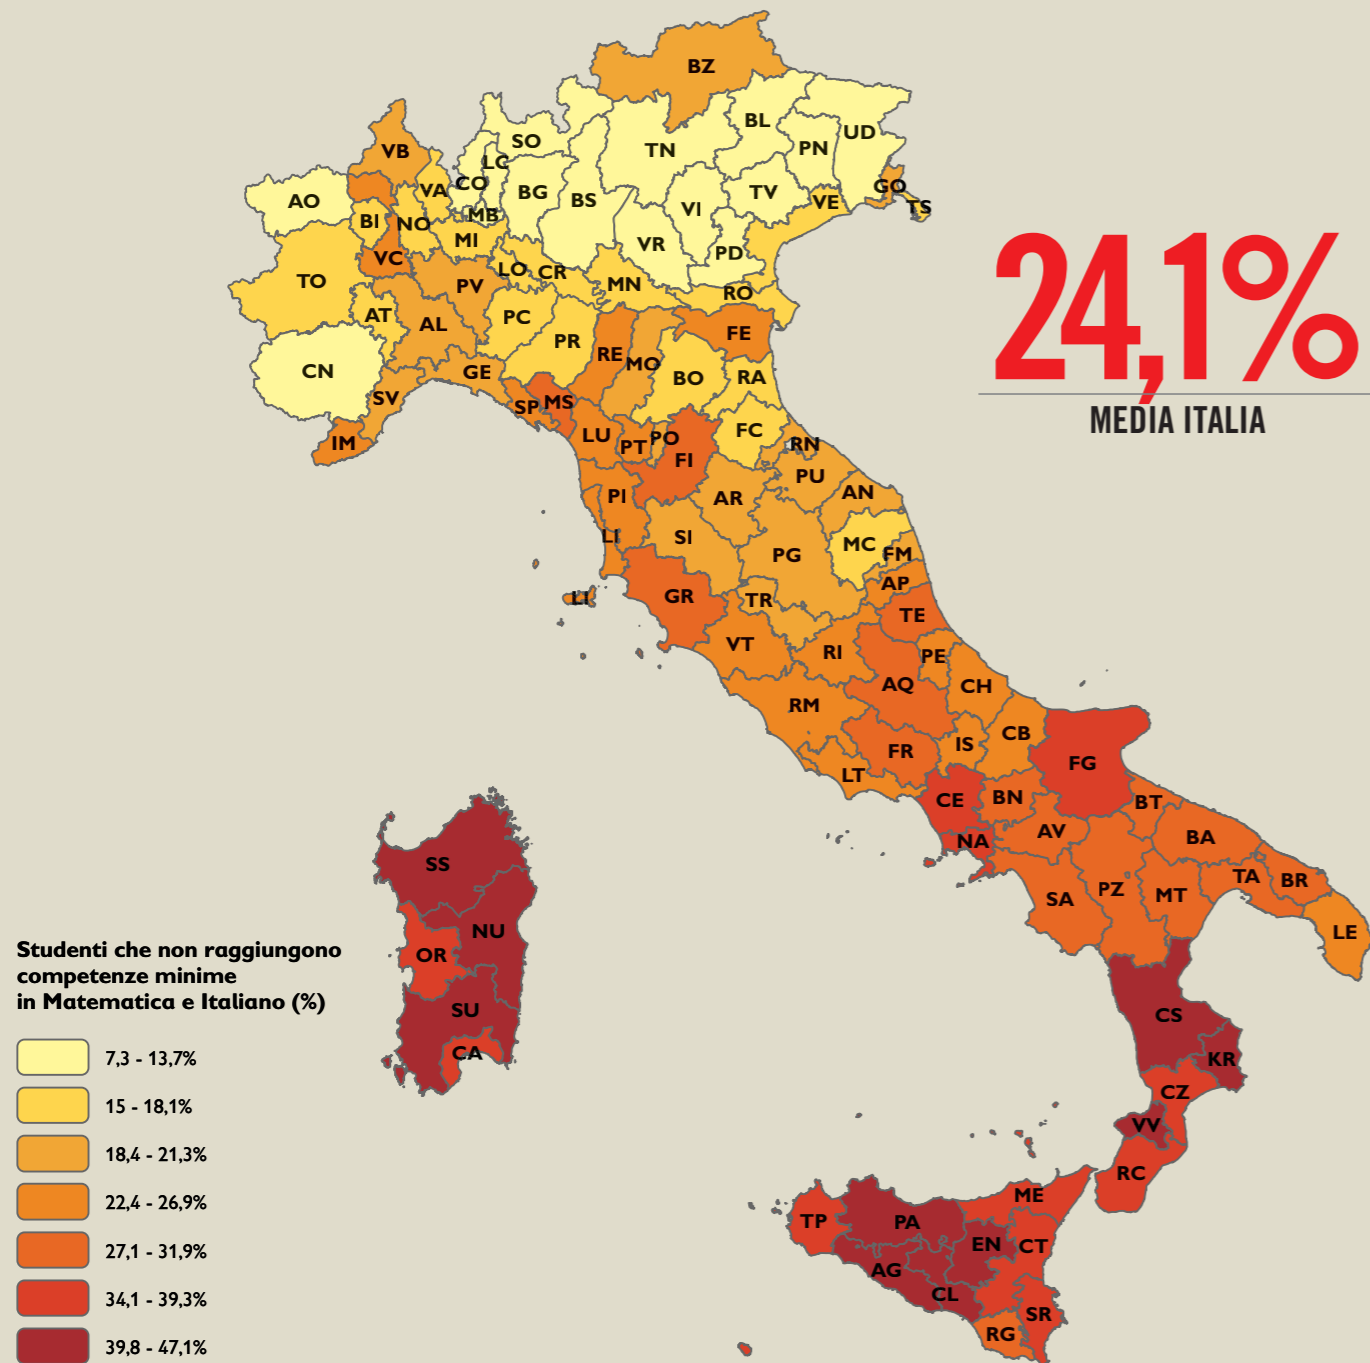 BZ
BL
UD
SO
TN
PN
VB
LC
CO
VA
BG
BS
TV
GO
AO
VI
VE
TS
BI
NO
MB
MI
VR
PD
VC
LO
CR
TO
PV
MN
RO
AT
AL
PC
PR
FE
RE
MO
CN
GE
BO
RA
SV
SP
MS
IM
LU
PT
PO
FC
RN
FI
PU
PI
AR
AN
LI
SI
PG
MC
FM
AP
LI
GR
TR
TE
VT
RI
PE
AQ
CH
RM
CB
IS
FR
LT
FG
CE
BN
BT
NA
AV
BA
SA
PZ
MT
TA
BR
LE
SS
NU
OR
SU
CA
CS
KR
CZ
VV
RC
ME
TP
PA
EN
CT
AG
CL
SR
RG
24,1%
MEDIA ITALIA
Studenti che non raggiungono
competenze minime
in Matematica e Italiano (%)
7,3 - 13,7%
15 - 18,1%
18,4 - 21,3%
22,4 - 26,9%
27,1 - 31,9%
34,1 - 39,3%
39,8 - 47,1%